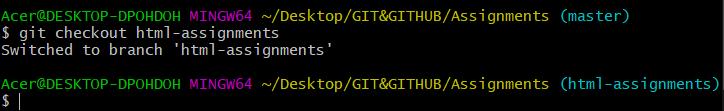 Acer@DESKTOP-DPOHDOH MINGW64 ~/Desktop/GIT&GITHUB/Assignments (master)
$ git checkout html-assignments
Switched to branch 'html-assignments'
Acer@DESKTOP-DPOHDOH MINGW64 ~/Desktop/GIT&GITHUB/Assignments (html-assignments)
$